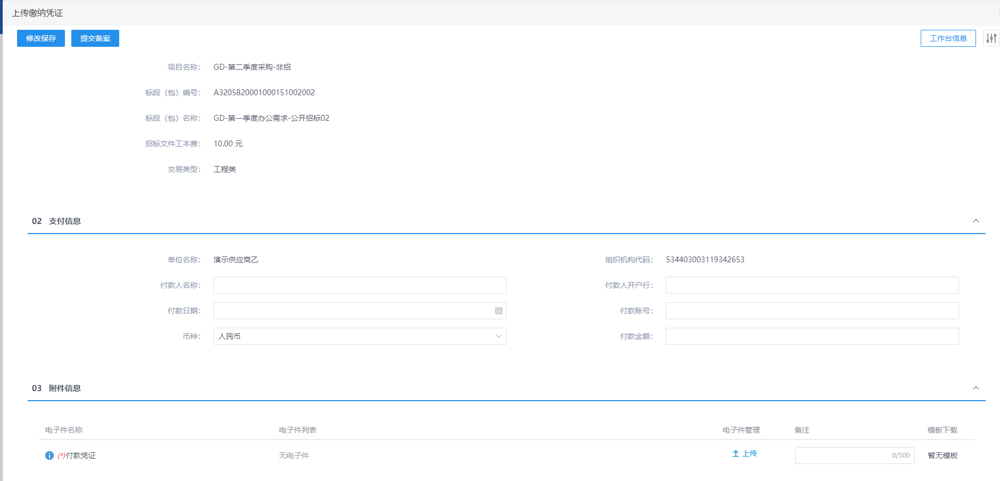 上传缴纳凭证
修改保存 提交备案 工作台信息
项目名称： GD-第二季度采购-非招
标段（包）编号： A3205820001000151002002
标段（包）名称： GD-第一季度办公需求-公开招标02
招标文件工本费： 10.00 元
交易类型： 工程类
02 支付信息
单位名称： 演示供应商乙 组织机构代码： 534403003119342653
付款人名称： 付款人开户行：
付款日期： 付款账号：
币种： 人民币 付款金额：
03 附件信息
电子件名称 电子件列表 电子件管理 备注 模板下载
(*)付款凭证 无电子件 上传 0/500 暂无模板